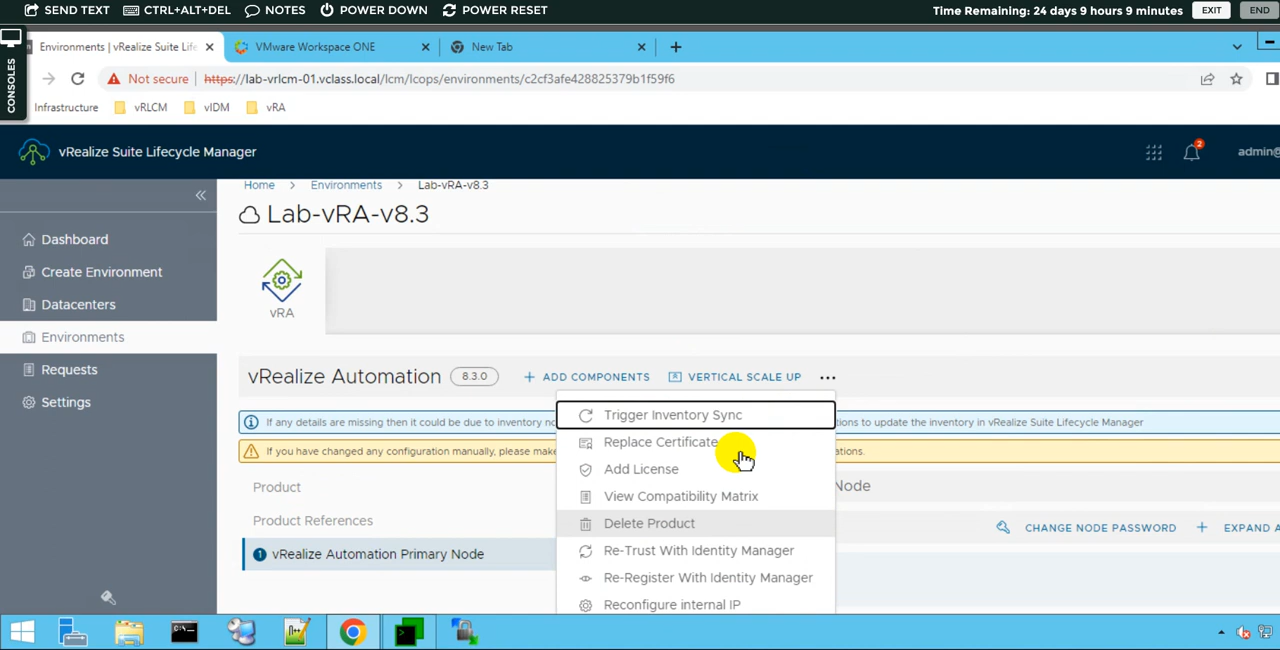 SEND TEXT CTRL+ALT+DEL NOTES POWER DOWN POWER RESET Time Remaining: 24 days 9 hours 9 minutes EXIT END
CONSOLES
Environments | vRealize Suite Life VMware Workspace ONE New Tab
Not secure https://lab-vrlcm-01.vclass.local/lcm/lcops/environments/c2cf3afe428825379b1f59f6
Infrastructure vRLCM vIDM vRA
vRealize Suite Lifecycle Manager 2 admin@
Home > Environments > Lab-vRA-v8.3
Lab-vRA-v8.3
Dashboard
Create Environment
Datacenters
Environments
Requests
Settings
vRA
vRealize Automation 8.3.0 + ADD COMPONENTS VERTICAL SCALE UP ...
If any details are missing then it could be due to inventory no ons to update the inventory in vRealize Suite Lifecycle Manager
If you have changed any configuration manually, please make ations.
Trigger Inventory Sync
Replace Certificate
Add License
View Compatibility Matrix
Delete Product
Re-Trust With Identity Manager
Re-Register With Identity Manager
Reconfigure internal IP
Product
Product References
1 vRealize Automation Primary Node
Node
CHANGE NODE PASSWORD + EXPAND A